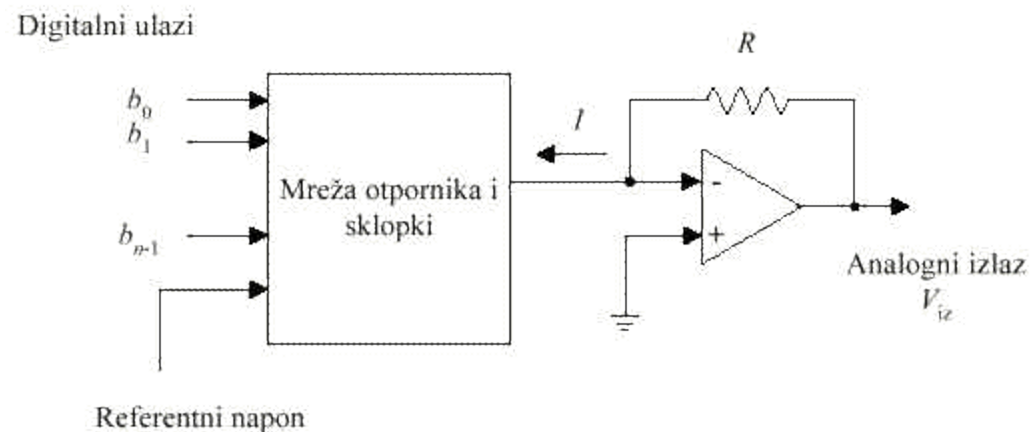 Digitalni ulazi
R
b0
b1
I
Mreža otpornika i
sklopki
-
+
bn-1
Analogni izlaz
Viz
Referentni napon